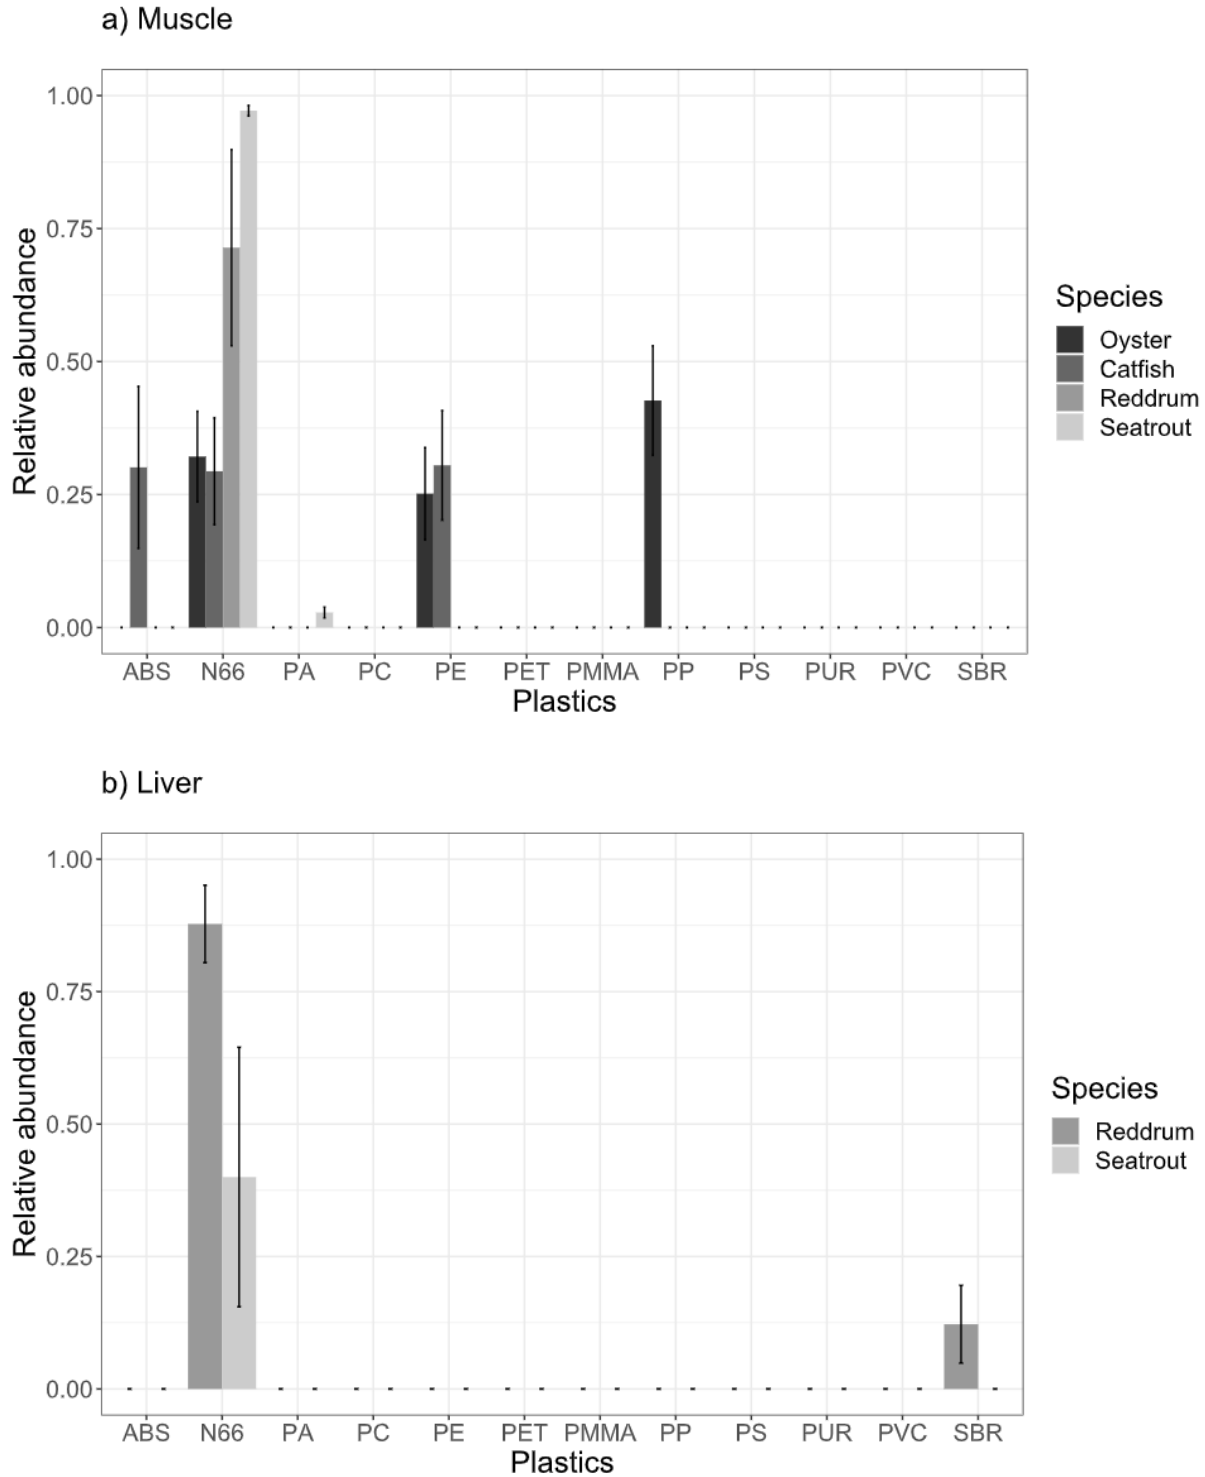 a) Muscle
1.00
0.75
0.50
0.25
0.00
Relative abundance
ABS N66 PA PC PE PET PMMA PP PS PUR PVC SBR
Plastics
Species
Oyster
Catfish
Reddrum
Seatrout
b) Liver
1.00
0.75
0.50
0.25
0.00
Relative abundance
ABS N66 PA PC PE PET PMMA PP PS PUR PVC SBR
Plastics
Species
Reddrum
Seatrout